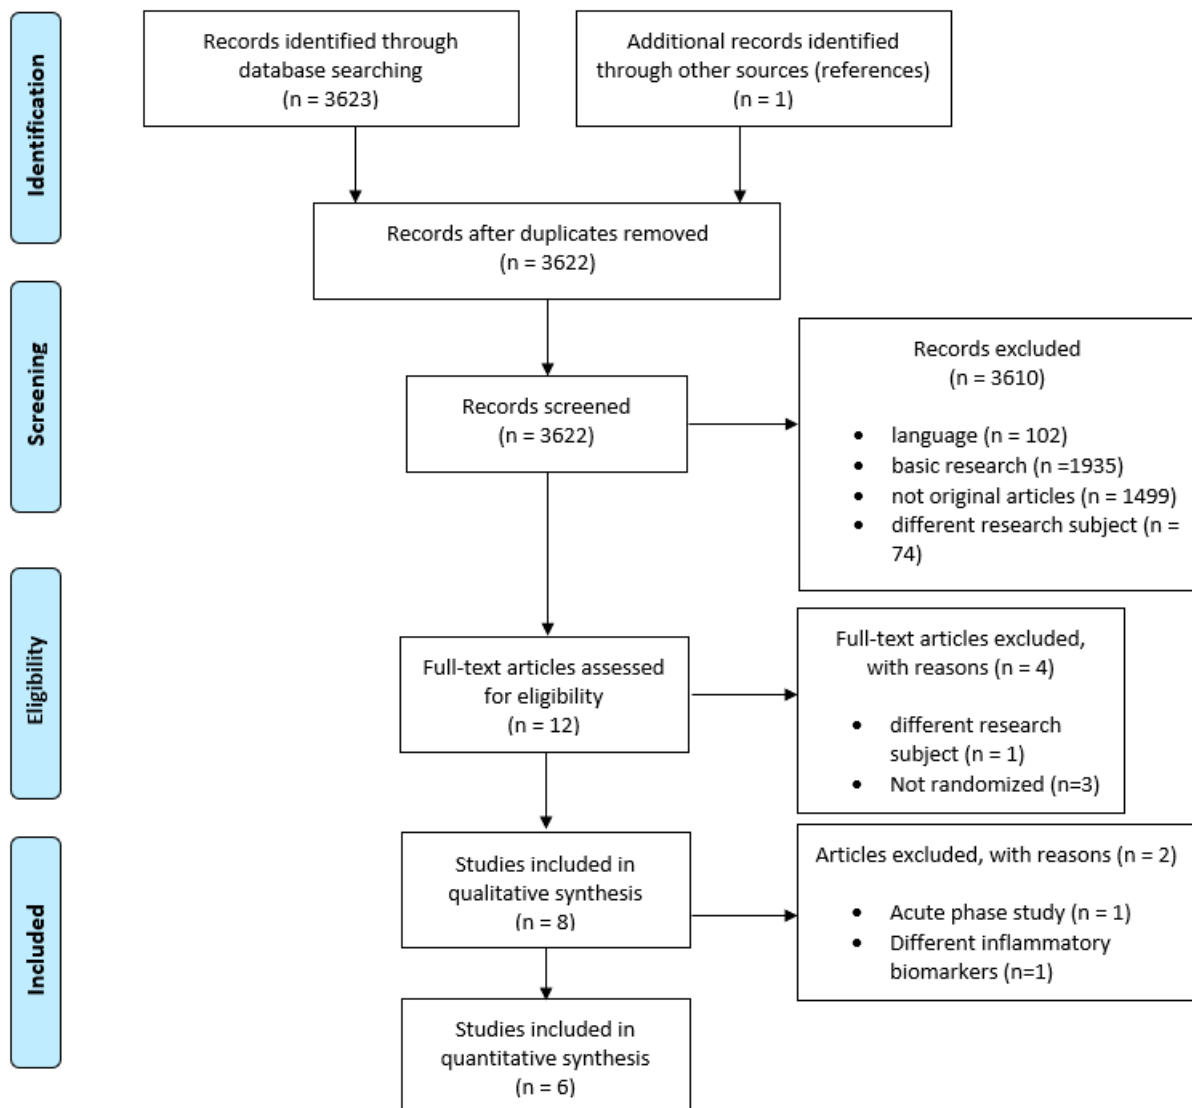 Identification
Records identified through
database searching
(n = 3623)
Additional records identified
through other sources (references)
(n = 1)
Records after duplicates removed
(n = 3622)
Screening
Records screened
(n = 3622)
Records excluded
(n = 3610)
• language (n = 102)
• basic research (n =1935)
• not original articles (n = 1499)
• different research subject (n =
74)
Eligibility
Full-text articles assessed
for eligibility
(n = 12)
Full-text articles excluded,
with reasons (n = 4)
• different research
subject (n = 1)
• Not randomized (n=3)
Included
Studies included in
qualitative synthesis
(n = 8)
Articles excluded, with reasons (n = 2)
• Acute phase study (n = 1)
• Different inflammatory
biomarkers (n=1)
Studies included in
quantitative synthesis
(n = 6)